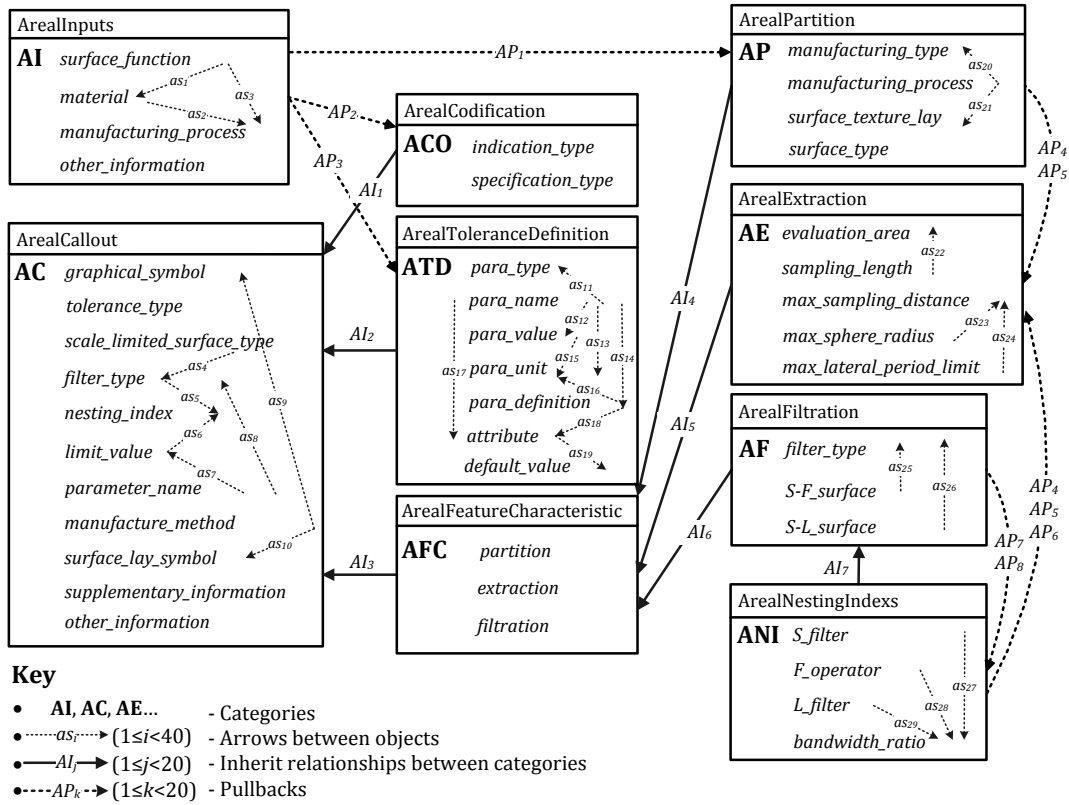 ArealInputs
AI surface_function
as1
material
as3
as2
manufacturing_process
other_information
AP1
AP2
AP3
ArealCodification
ACO indication_type
specification_type
AI1
ArealCallout
AC graphical_symbol
tolerance_type
scale_limited_surface_type
as4
filter_type
as5
as9
nesting_index
as6
as8
limit_value
as7
parameter_name
manufacture_method
as10
surface_lay_symbol
supplementary_information
other_information
ArealToleranceDefinition
ATD para_type
as11
para_name
as12
para_value
as13
as14
as15
as17
para_unit
as16
para_definition
as18
attribute
as19
default_value
AI2
ArealFeatureCharacteristic
AFC partition
extraction
filtration
AI3
AI4
AI5
AI6
ArealPartition
AP manufacturing_type
as20
manufacturing_process
as21
surface_texture_lay
surface_type
AP4
AP5
ArealExtraction
AE evaluation_area
as22
sampling_length
max_sampling_distance
as23
max_sphere_radius
as24
max_lateral_period_limit
ArealFiltration
AF filter_type
as25
as26
S-F_surface
S-L_surface
AP4
AP5
AP6
AP7
AP8
AI7
ArealNestingIndexs
ANI S_filter
F_operator
as27
as28
L_filter
as29
bandwidth_ratio
Key
• AI, AC, AE... - Categories
• asi (1≤i<40) - Arrows between objects
• AIj (1≤j<20) - Inherit relationships between categories
• APk (1≤k<20) - Pullbacks